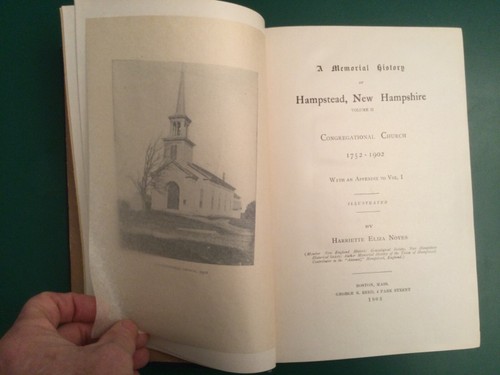 A Memorial History
OF
Hampstead, New Hampshire
VOLUME II
CONGREGATIONAL CHURCH
1752-1902
WITH AN APPENDIX TO VOL. I
ILLUSTRATED
BY
HARRIETTE ELIZA NOYES
BOSTON, MASS.
GEORGE B. REED, 4 PARK STREET
1903